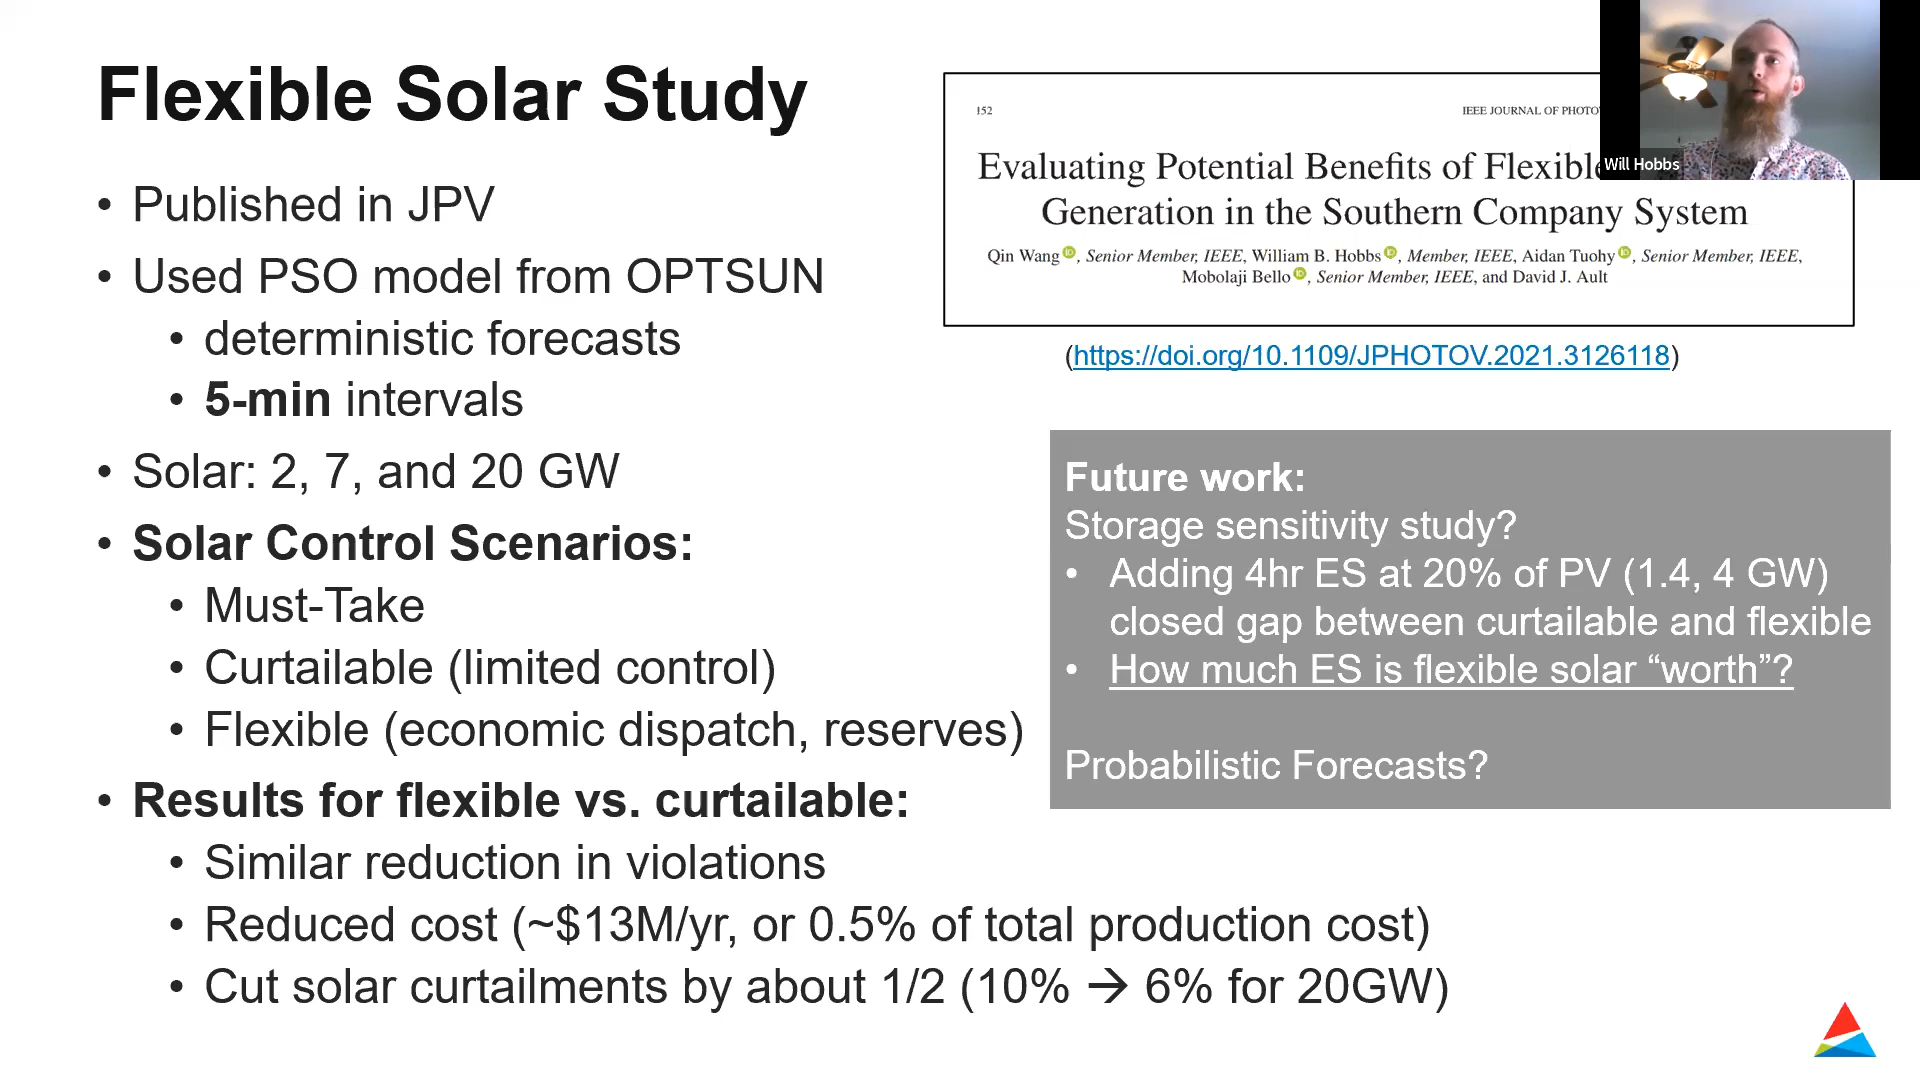 Flexible Solar Study
• Published in JPV
• Used PSO model from OPTSUN
• deterministic forecasts
• 5-min intervals
• Solar: 2, 7, and 20 GW
• Solar Control Scenarios:
• Must-Take
• Curtailable (limited control)
• Flexible (economic dispatch, reserves)
• Results for flexible vs. curtailable:
• Similar reduction in violations
• Reduced cost (~$13M/yr, or 0.5% of total production cost)
• Cut solar curtailments by about 1/2 (10% → 6% for 20GW)
152
IEEE JOURNAL OF
Evaluating Potential Benefits of
Generation in the Southern Company System
Qin Wang, Senior Member, IEEE, William B. Hobbs, Member, IEEE, Aidan Tuohy, Senior Member, IEEE,
Mobolaji Bello, Senior Member, IEEE, and David J. Ault
(https://doi.org/10.1109/JPHOTOV.2021.3126118)
Future work:
Storage sensitivity study?
• Adding 4hr ES at 20% of PV (1.4, 4 GW)
closed gap between curtailable and flexible
• How much ES is flexible solar “worth”?
Probabilistic Forecasts?
Will Hobbs